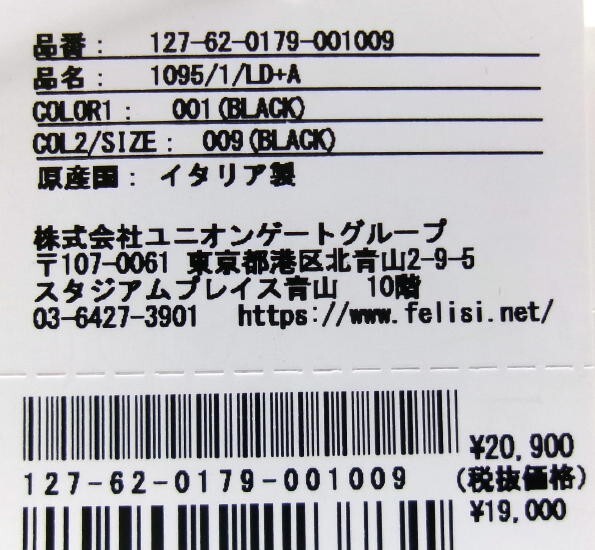 品番： 127-62-0179-001009
品名： 1095/1/LD+A
COLOR1： 001(BLACK)
COL2/SIZE： 009(BLACK)
原産国： イタリア製
株式会社ユニオンゲートグループ
〒107-0061 東京都港区北青山2-9-5
スタジアムプレイス青山 10階
03-6427-3901 https://www.felisi.net/
¥20,900
127-62-0179-001009 (税抜価格)
¥19,000